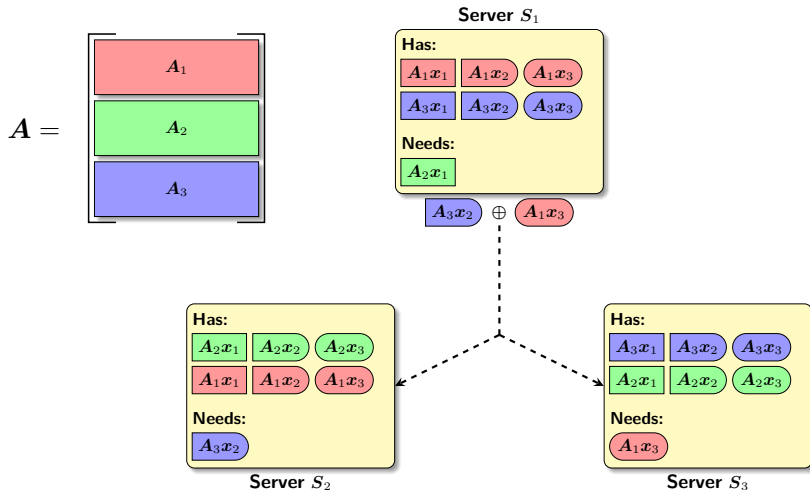 Server S₁
A =
A₁
A₂
A₃
Has:
A₁x₁ A₁x₂ A₁x₃
A₃x₁ A₃x₂ A₃x₃
Needs:
A₂x₁
A₃x₂ ⊕ A₁x₃
Has:
A₂x₁ A₂x₂ A₂x₃
A₁x₁ A₁x₂ A₁x₃
Needs:
A₃x₂
Server S₂
Has:
A₃x₁ A₃x₂ A₃x₃
A₂x₁ A₂x₂ A₂x₃
Needs:
A₁x₃
Server S₃